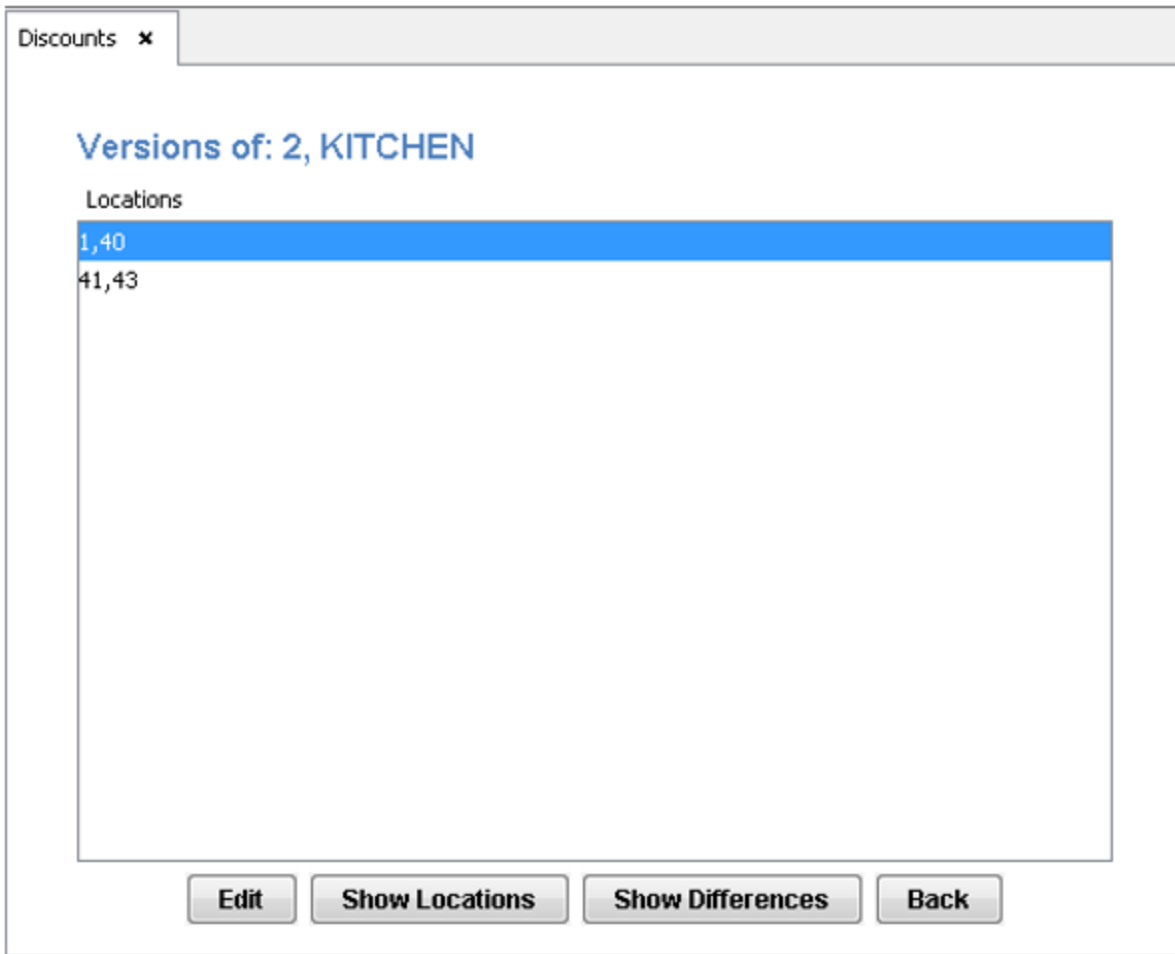 Discounts ×
Versions of: 2, KITCHEN
Locations
1,40
41,43
Edit Show Locations Show Differences Back